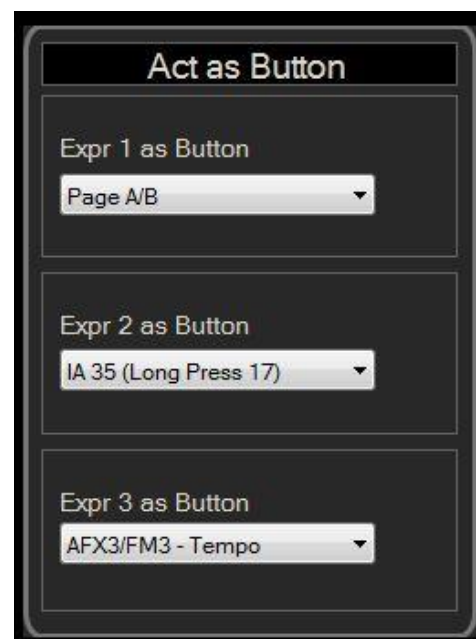 Act as Button
Expr 1 as Button
Page A/B
Expr 2 as Button
IA 35 (Long Press 17)
Expr 3 as Button
AFX3/FM3 - Tempo